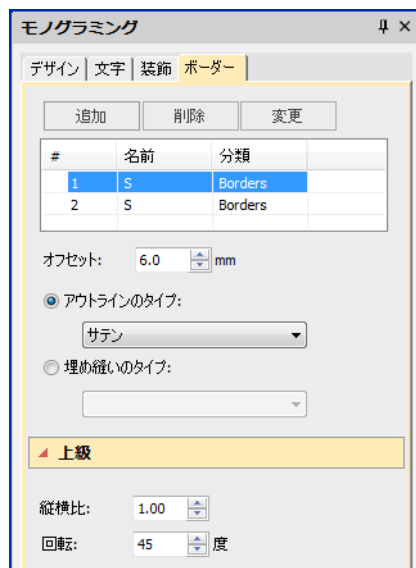 モノグラミング
デザイン 文字 装飾 ボーダー
追加 削除 変更
# 名前 分類
1 S Borders
2 S Borders
オフセット: 6.0 mm
アウトラインのタイプ:
サテン
埋め縫いのタイプ:
上級
縦横比: 1.00
回転: 45 度